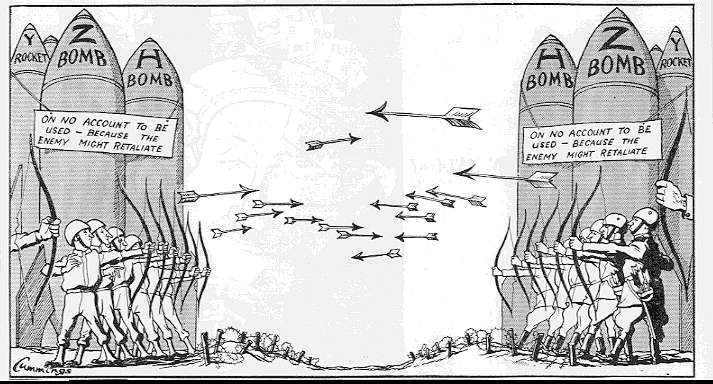 Y
ROCKET
Z
BOMB
H
BOMB
ON NO ACCOUNT TO BE
USED – BECAUSE THE
ENEMY MIGHT RETALIATE
H
BOMB
Z
BOMB
Y
ROCKET
ON NO ACCOUNT TO BE
USED – BECAUSE THE
ENEMY MIGHT RETALIATE
Cummings